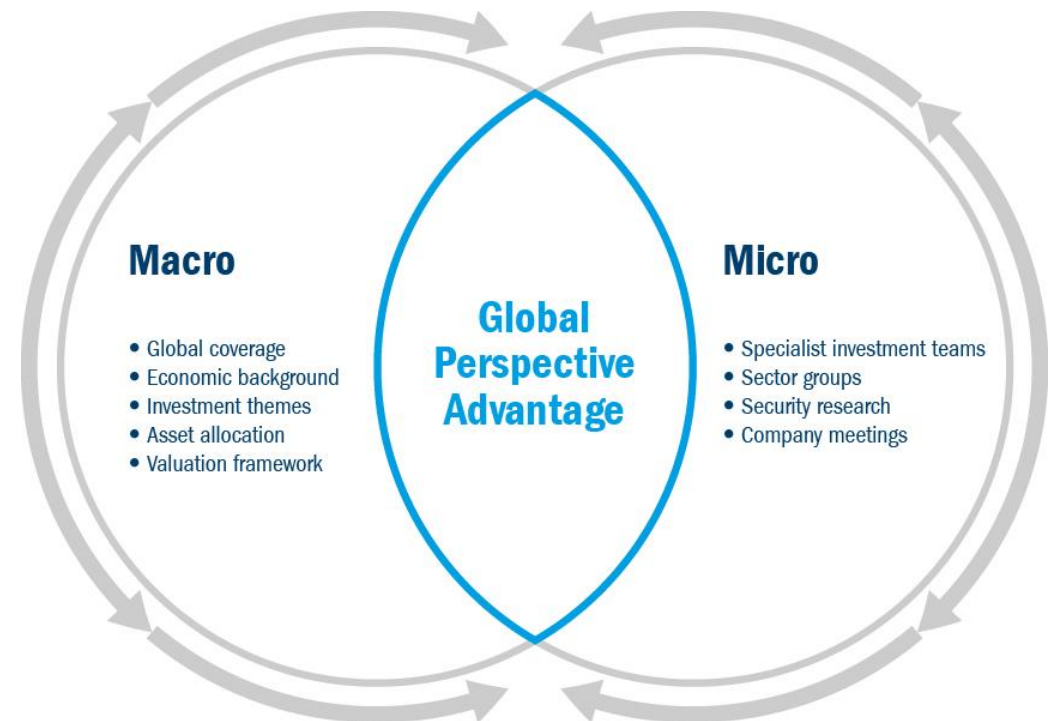 Macro
• Global coverage
• Economic background
• Investment themes
• Asset allocation
• Valuation framework
Global
Perspective
Advantage
Micro
• Specialist investment teams
• Sector groups
• Security research
• Company meetings